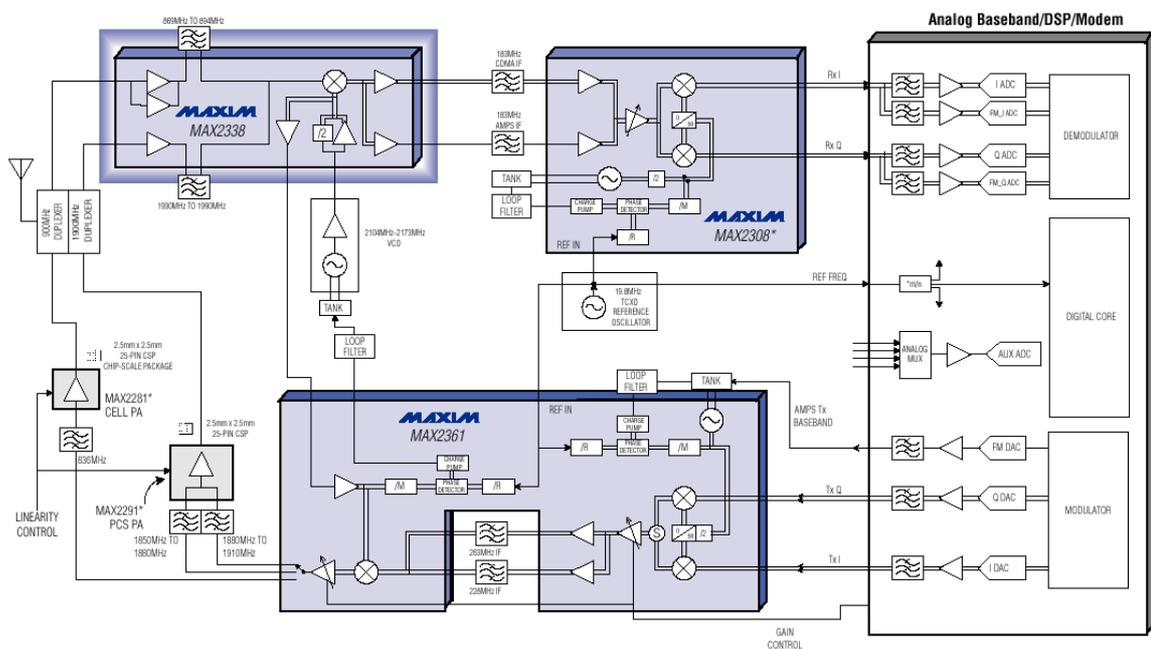 Analog Baseband/DSP/Modem
869MHz TO 894MHz
MAXIM
MAX2338
/2
1930MHz TO 1990MHz
183MHz
CDMA IF
183MHz
AMPS IF
0
90
TANK
LOOP
FILTER
/2
CHARGE
PUMP
PHASE
DETECTOR
/M
/R
REF IN
MAXIM
MAX2308*
Rx I
Rx Q
I ADC
FM_I ADC
Q ADC
FM_Q ADC
DEMODULATOR
900MHz
DUPLEXER
1900MHz
DUPLEXER
2104MHz-2173MHz
VCO
TANK
LOOP
FILTER
19.8MHz
TCXO
REFERENCE
OSCILLATOR
REF FREQ
*m/n
DIGITAL CORE
ANALOG
MUX
AUX ADC
2.5mm x 2.5mm
25-PIN CSP
CHIP-SCALE PACKAGE
MAX2281*
CELL PA
836MHz
2.5mm x 2.5mm
25-PIN CSP
MAX2291*
PCS PA
LINEARITY
CONTROL
1850MHz TO
1880MHz
1880MHz TO
1910MHz
MAXIM
MAX2361
REF IN
LOOP
FILTER
TANK
CHARGE
PUMP
/R
PHASE
DETECTOR
/M
CHARGE
PUMP
/M
PHASE
DETECTOR
/R
263MHz IF
228MHz IF
S
0
90
/2
AMPS Tx
BASEBAND
Tx Q
Tx I
FM DAC
Q DAC
I DAC
MODULATOR
GAIN
CONTROL